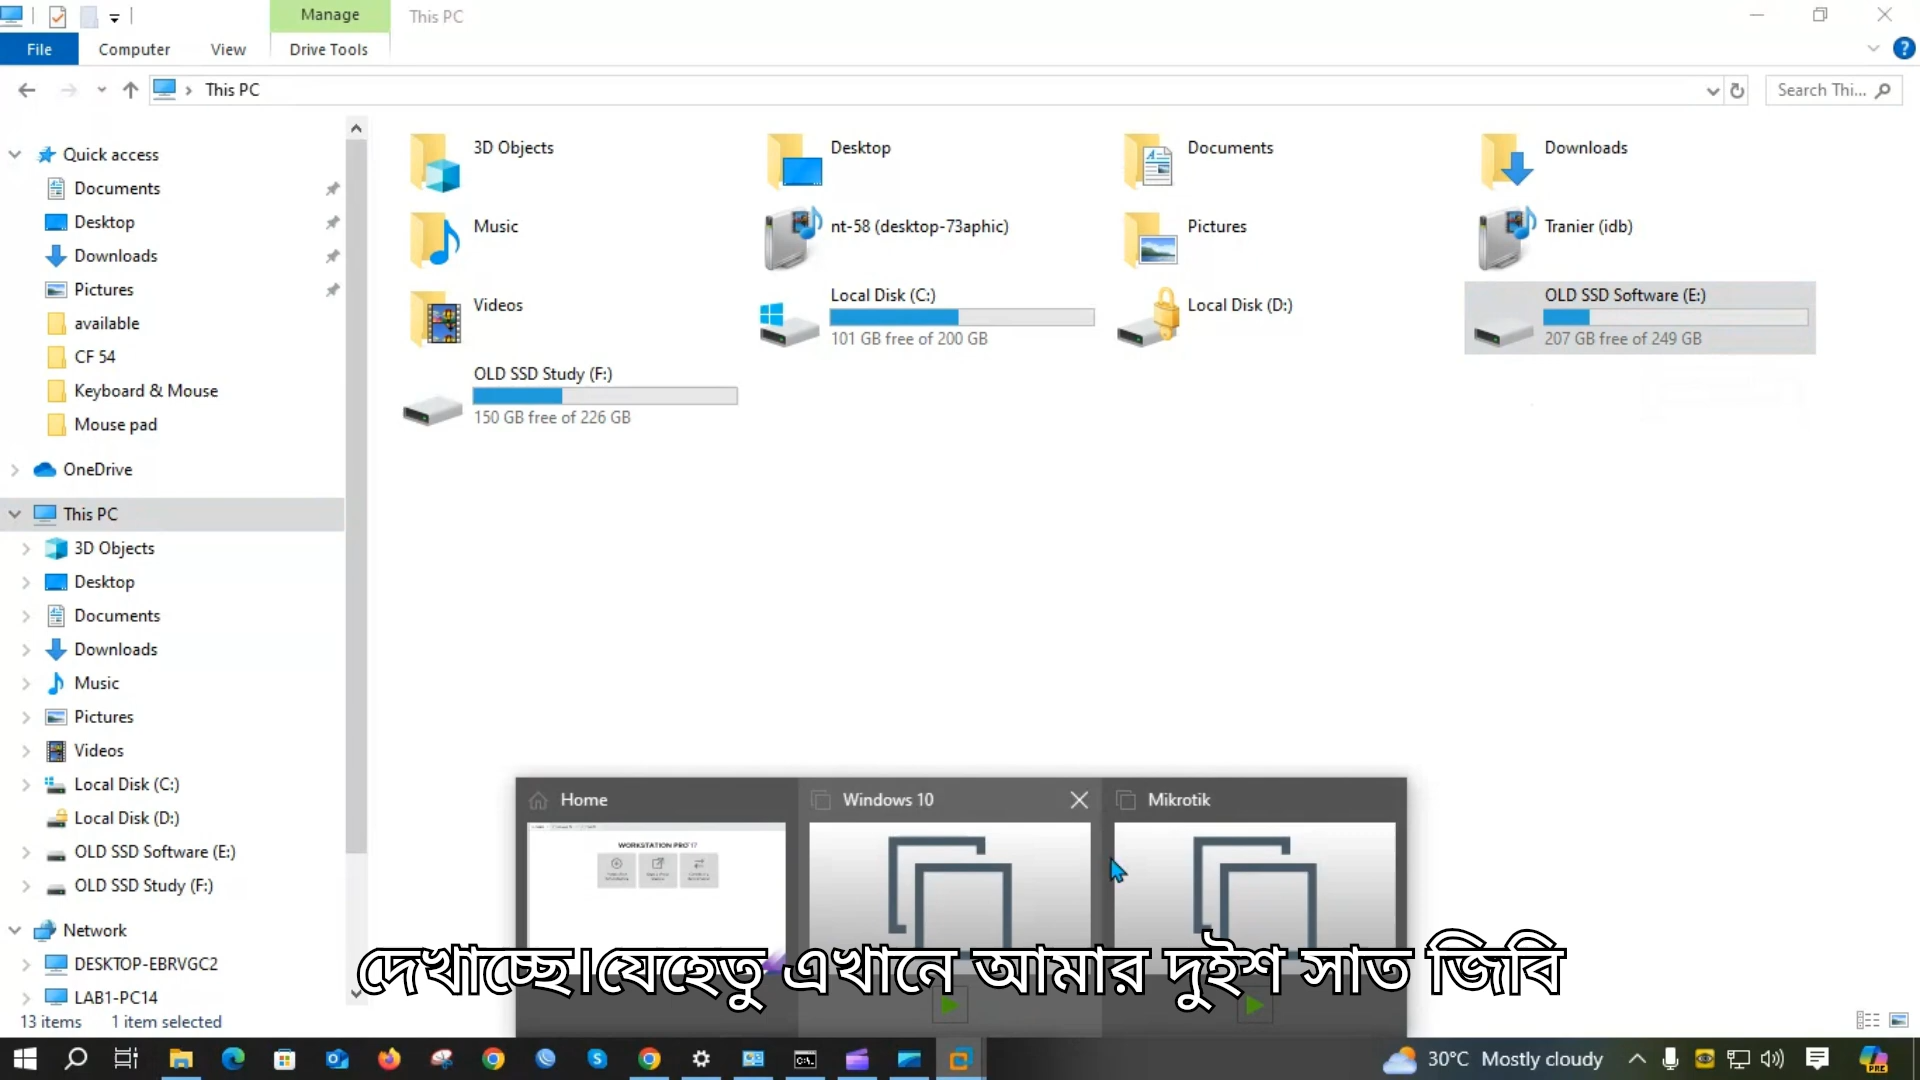 Manage
This PC
File
Computer
View
Drive Tools
This PC
Search Thi...
Quick access
Documents
Desktop
Downloads
Pictures
available
CF 54
Keyboard & Mouse
Mouse pad
OneDrive
This PC
3D Objects
Desktop
Documents
Downloads
Music
Pictures
Videos
Local Disk (C:)
Local Disk (D:)
OLD SSD Software (E:)
OLD SSD Study (F:)
Network
DESKTOP-EBRVGC2
LAB1-PC14
3D Objects
Desktop
Documents
Downloads
Music
nt-58 (desktop-73aphic)
Pictures
Tranier (idb)
Videos
Local Disk (C:)
101 GB free of 200 GB
Local Disk (D:)
OLD SSD Software (E:)
207 GB free of 249 GB
OLD SSD Study (F:)
150 GB free of 226 GB
Home
Windows 10
Mikrotik
WORKSTATION PRO 17
দেখাচ্ছে।যেহেতু এখানে আমার দুইশ সাত জিবি
13 items
1 item selected
30°C Mostly cloudy